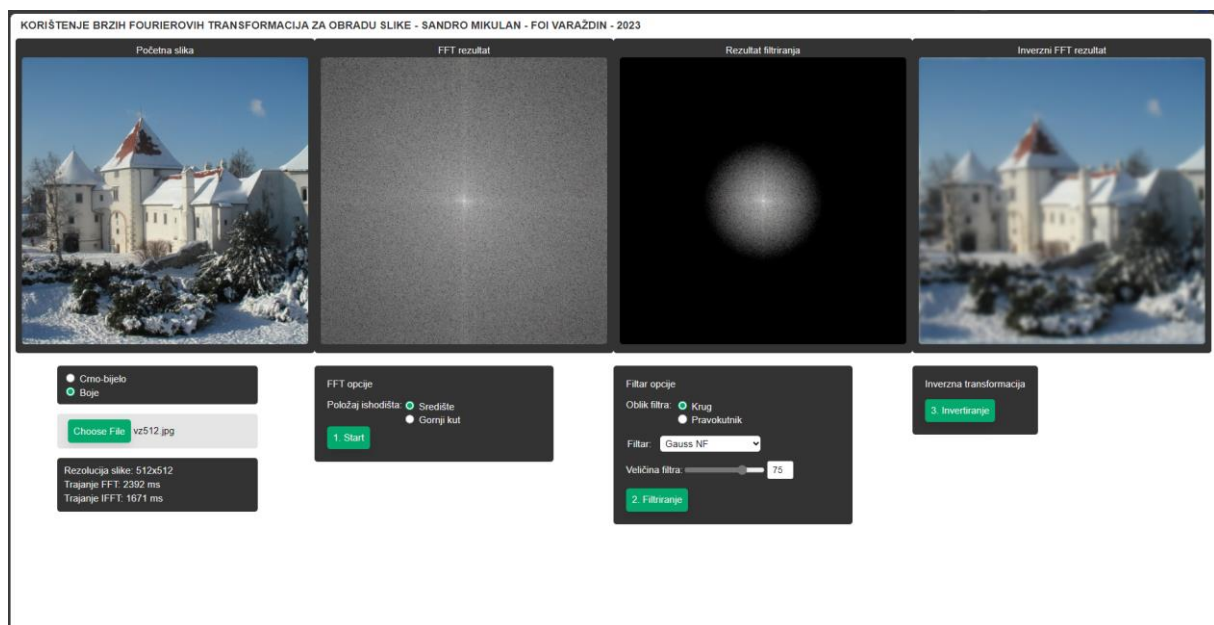 KORIŠTENJE BRZIH FOURIEROVIH TRANSFORMACIJA ZA OBRADU SLIKE - SANDRO MIKULAN - FOI VARAŽDIN - 2023
Početna slika
FFT rezultat
Rezultat filtriranja
Inverzni FFT rezultat
Crno-bijelo
Boje
Choose File vz512.jpg
Rezolucija slike: 512x512
Trajanje FFT: 2392 ms
Trajanje IFFT: 1671 ms
FFT opcije
Položaj ishodišta: Središte
Gornji kut
1. Start
Filtar opcije
Oblik filtra: Krug
Pravokutnik
Filtar: Gauss NF
Veličina filtra: 75
2. Filtriranje
Inverzna transformacija
3. Invertiranje